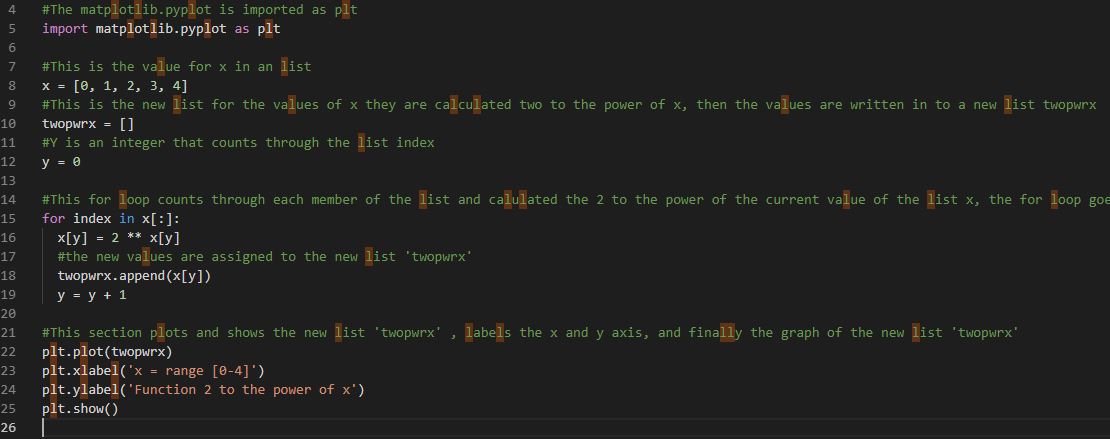 4 #The matplotlib.pyplot is imported as plt
5 import matplotlib.pyplot as plt
6
7 #This is the value for x in an list
8 x = [0, 1, 2, 3, 4]
9 #This is the new list for the values of x they are calculated two to the power of x, then the values are written in to a new list twopwrx
10 twopwrx = []
11 #Y is an integer that counts through the list index
12 y = 0
13
14 #This for loop counts through each member of the list and calulated the 2 to the power of the current value of the list x, the for loop goe
15 for index in x[:]:
16 x[y] = 2 ** x[y]
17 #the new values are assigned to the new list 'twopwrx'
18 twopwrx.append(x[y])
19 y = y + 1
20
21 #This section plots and shows the new list 'twopwrx' , labels the x and y axis, and finally the graph of the new list 'twopwrx'
22 plt.plot(twopwrx)
23 plt.xlabel('x = range [0-4]')
24 plt.ylabel('Function 2 to the power of x')
25 plt.show()
26